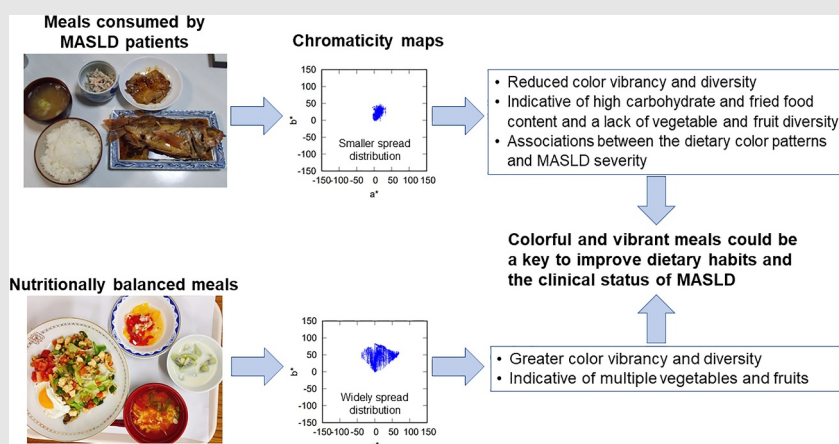 Meals consumed by
MASLD patients
Chromaticity maps
150
100
50
0
-50
-100
-150
b*
Smaller spread
distribution
-150-100-50 0 50 100 150
a*
• Reduced color vibrancy and diversity
• Indicative of high carbohydrate and fried food
content and a lack of vegetable and fruit diversity
• Associations between the dietary color patterns
and MASLD severity
Colorful and vibrant meals could be
a key to improve dietary habits and
the clinical status of MASLD
Nutritionally balanced meals
150
100
50
0
-50
-100
-150
b*
Widely spread
distribution
-150-100-50 0 50 100 150
• Greater color vibrancy and diversity
• Indicative of multiple vegetables and fruits